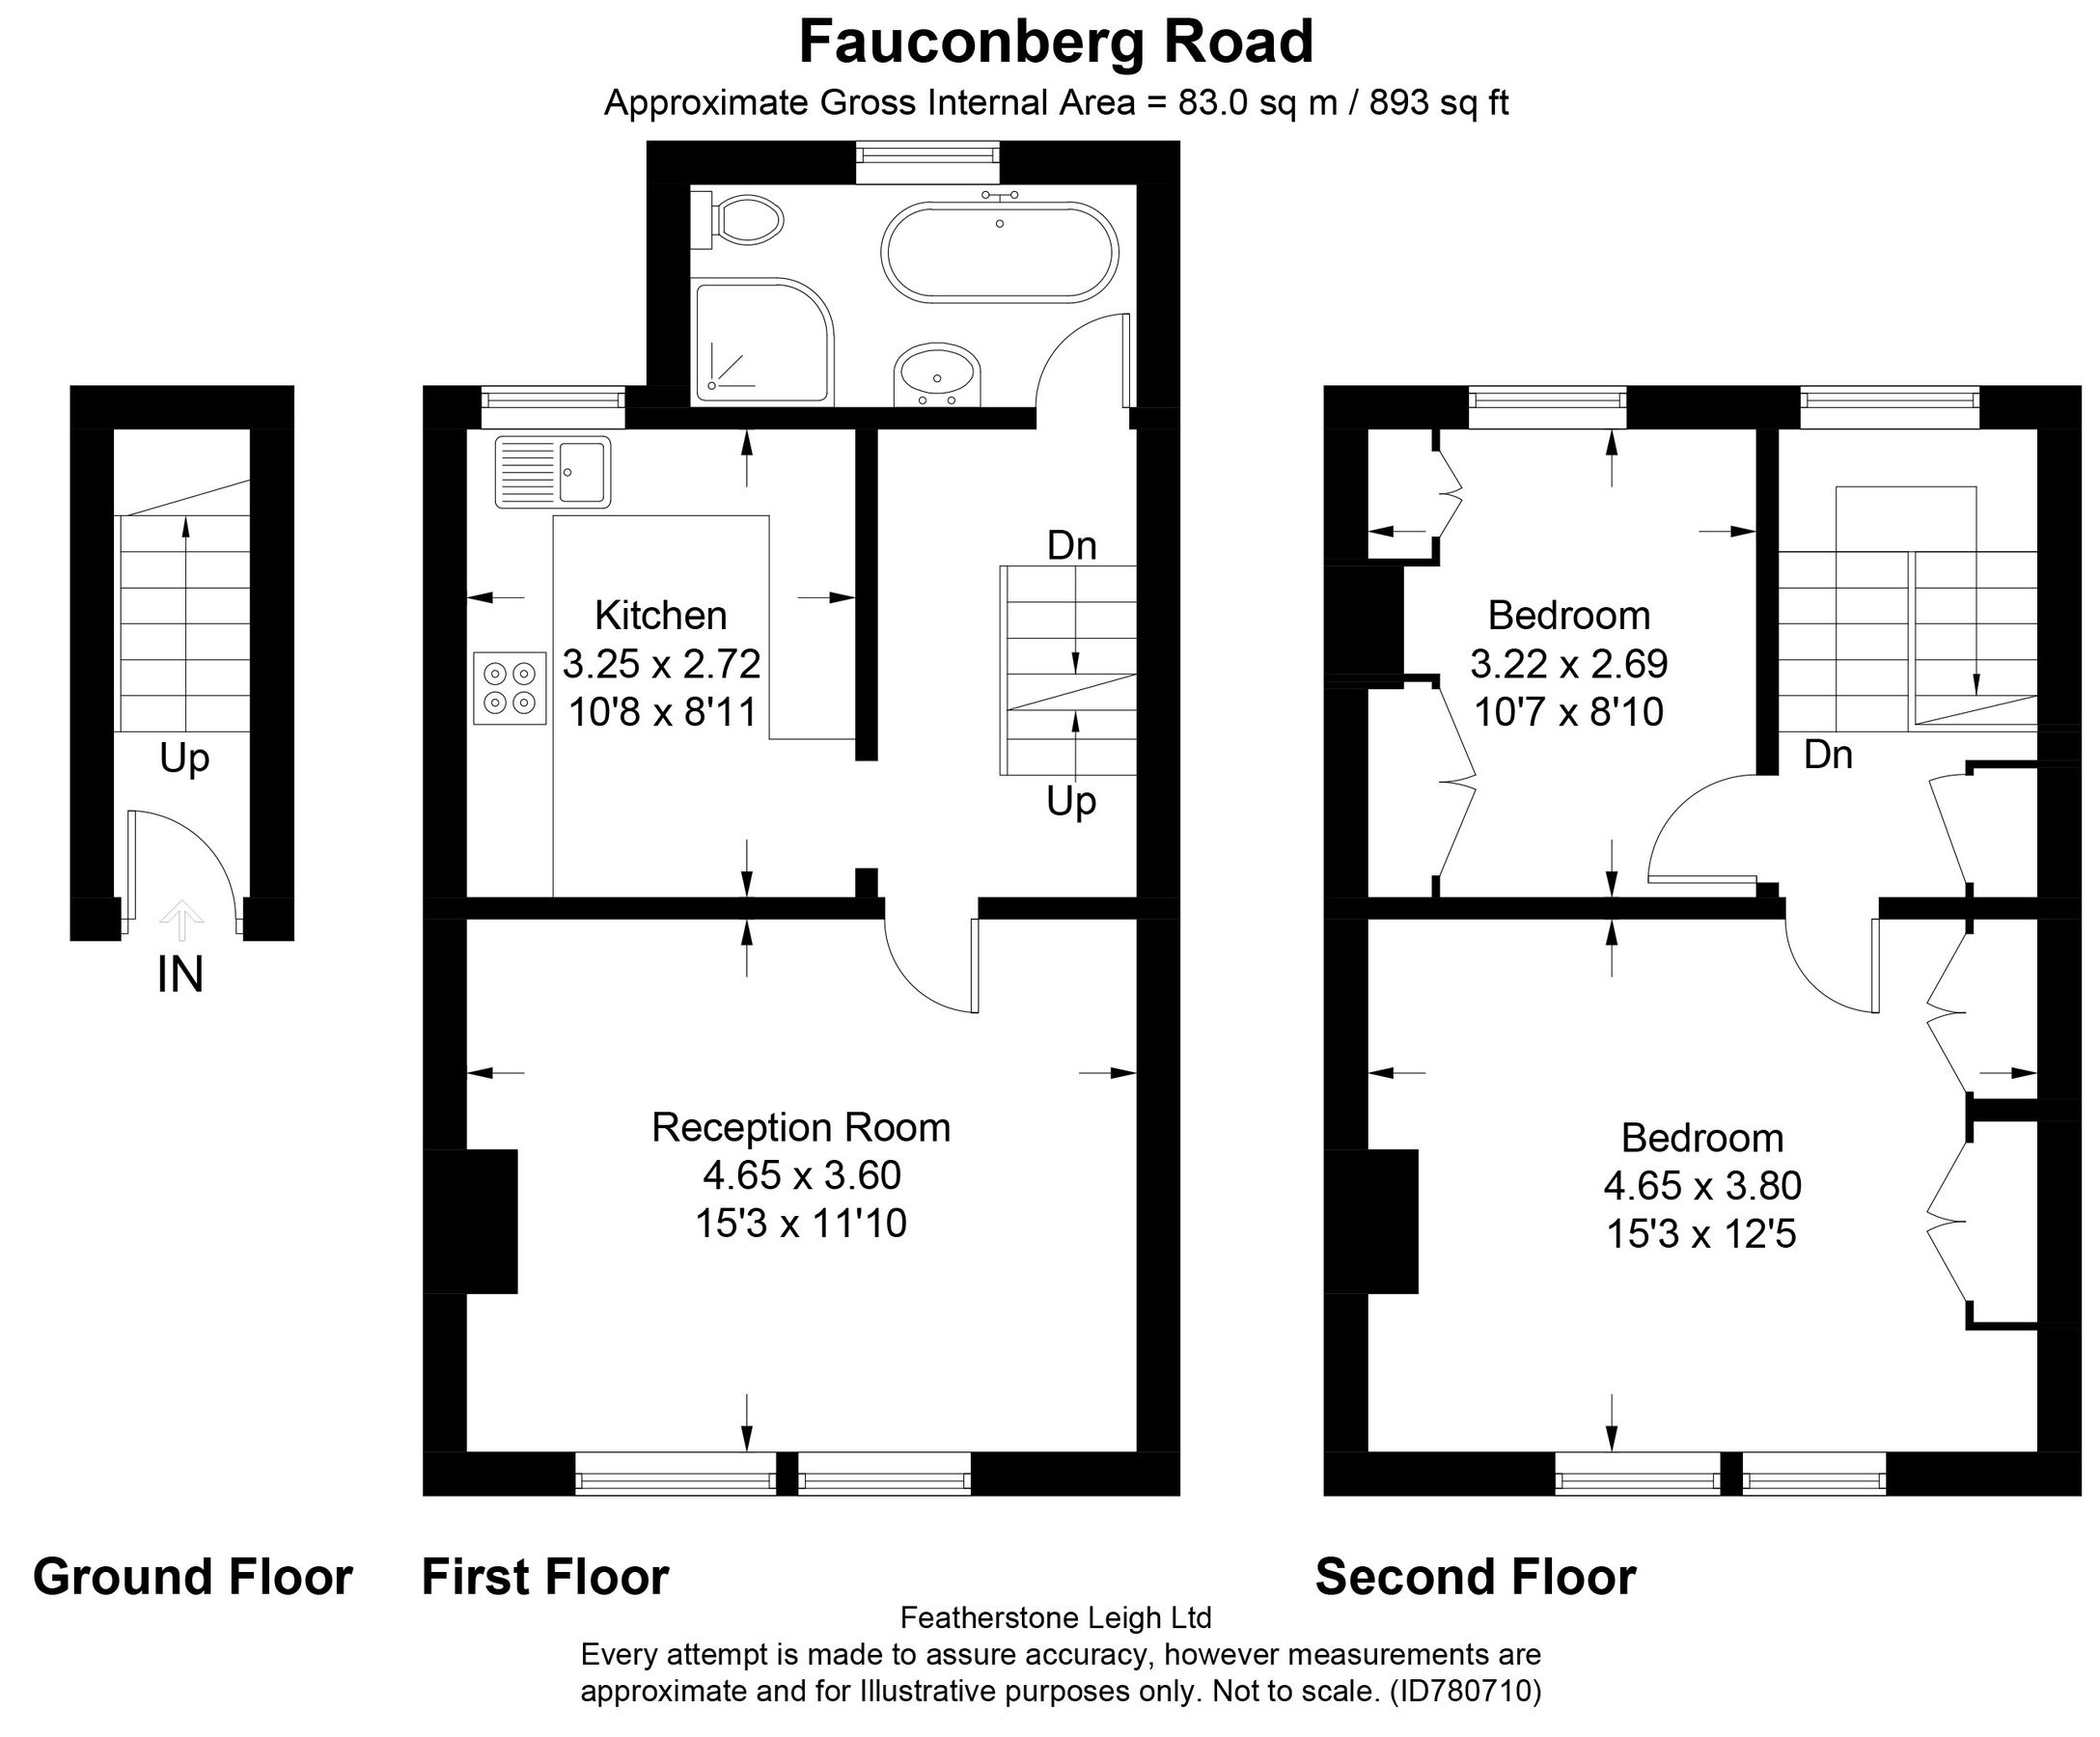 Fauconberg Road
Approximate Gross Internal Area = 83.0 sq m / 893 sq ft
Up
IN
Kitchen
3.25 x 2.72
10'8 x 8'11
Dn
Up
Reception Room
4.65 x 3.60
15'3 x 11'10
Bedroom
3.22 x 2.69
10'7 x 8'10
Dn
Bedroom
4.65 x 3.80
15'3 x 12'5
Ground Floor
First Floor
Second Floor
Featherstone Leigh Ltd
Every attempt is made to assure accuracy, however measurements are
approximate and for Illustrative purposes only. Not to scale. (ID780710)